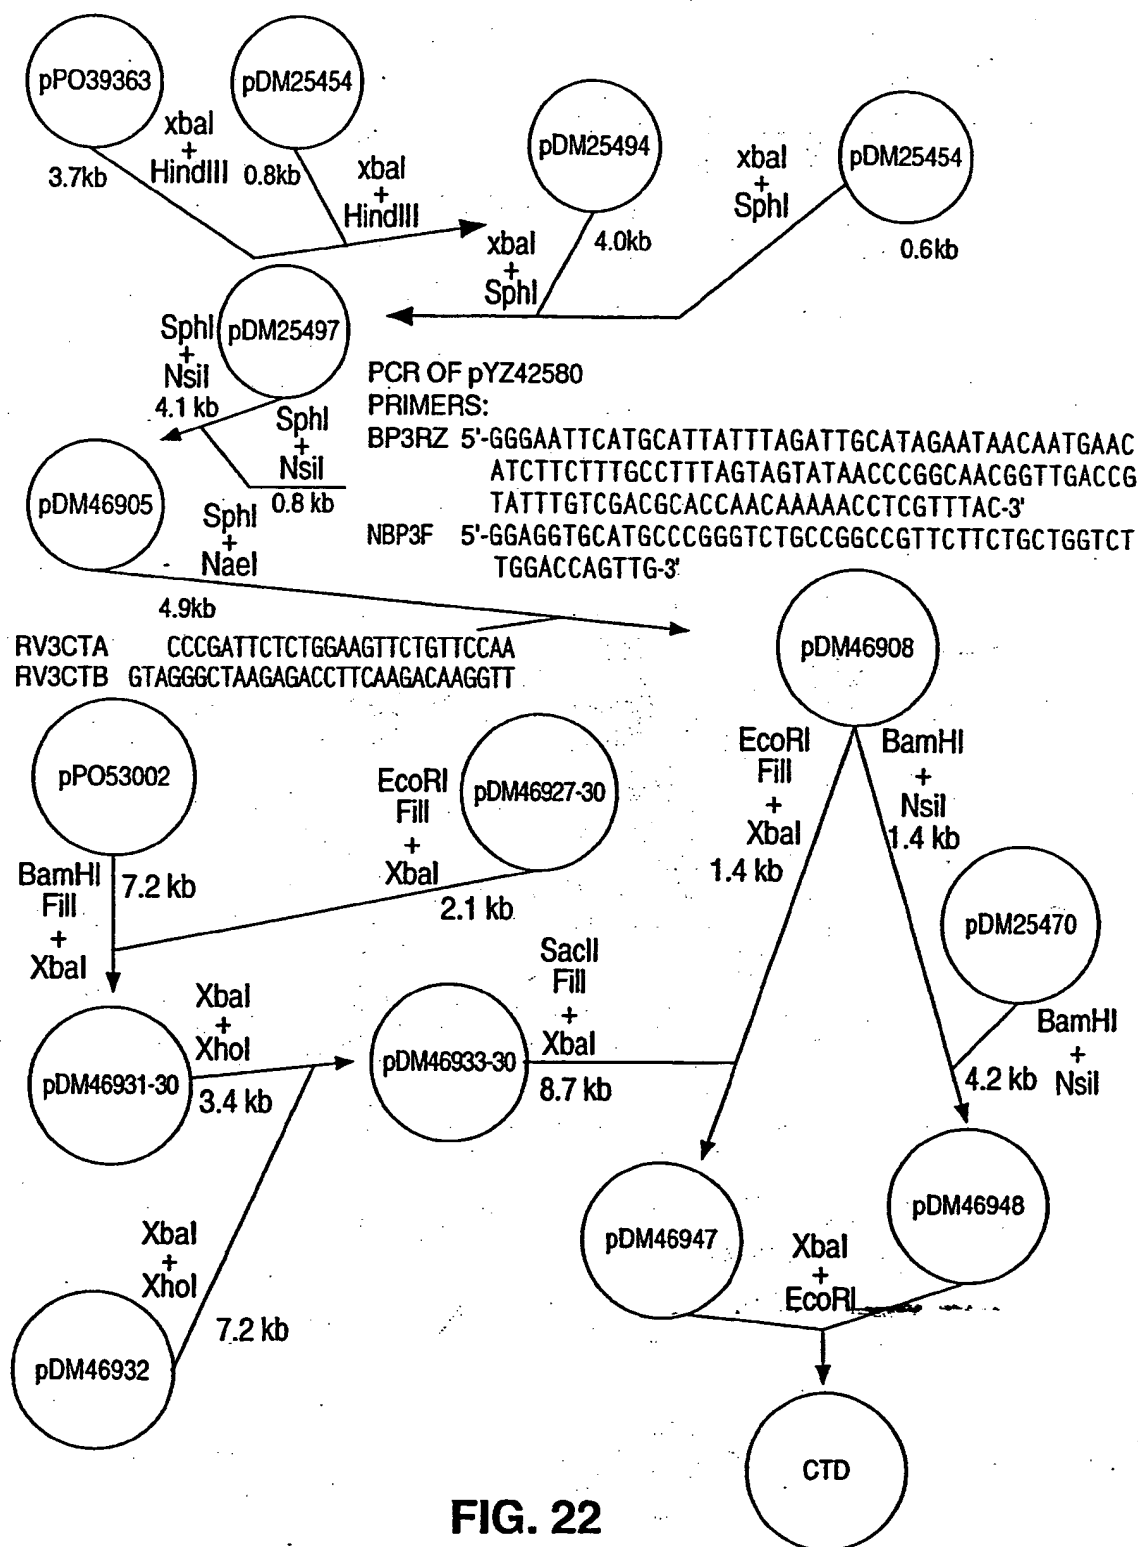 pPO39363
pDM25454
xbaI
+
HindIII
3.7kb
0.8kb
xbaI
+
HindIII
pDM25494
xbaI
+
SphI
pDM25454
xbaI
+
SphI
4.0kb
0.6kb
pDM25497
SphI
+
NsiI
4.1 kb
SphI
+
NsiI
0.8 kb
PCR OF pYZ42580
PRIMERS:
BP3RZ 5'-GGGAATTCATGCATTATTTAGATTGCATAGAATAACAATGAAC
ATCTTCTTTGCCTTTAGTAGTATAACCCGGCAACGGTTGACCG
TATTTGTCGACGCACCAACAAAAACCTCGTTTAC-3'
NBP3F 5'-GGAGGTGCATGCCCGGGTCTGCCGGCCGTTCTTCTGCTGGTCT
TGGACCAGTTG-3'
pDM46905
SphI
+
NaeI
4.9kb
RV3CTA CCCGATTCTCTGGAAGTTCTGTTCCAA
RV3CTB GTAGGGCTAAGAGACCTTCAAGACAAGGTT
pDM46908
pPO53002
EcoRI
Fill
+
XbaI
pDM46927-30
EcoRI
Fill
+
XbaI
1.4 kb
BamHI
+
NsiI
1.4 kb
BamHI
Fill
+
XbaI
7.2 kb
2.1 kb
pDM25470
BamHI
+
NsiI
4.2 kb
XbaI
+
XhoI
3.4 kb
pDM46931-30
pDM46933-30
SacII
Fill
+
XbaI
8.7 kb
XbaI
+
XhoI
7.2 kb
pDM46932
pDM46947
pDM46948
XbaI
+
EcoRI
CTD
FIG. 22